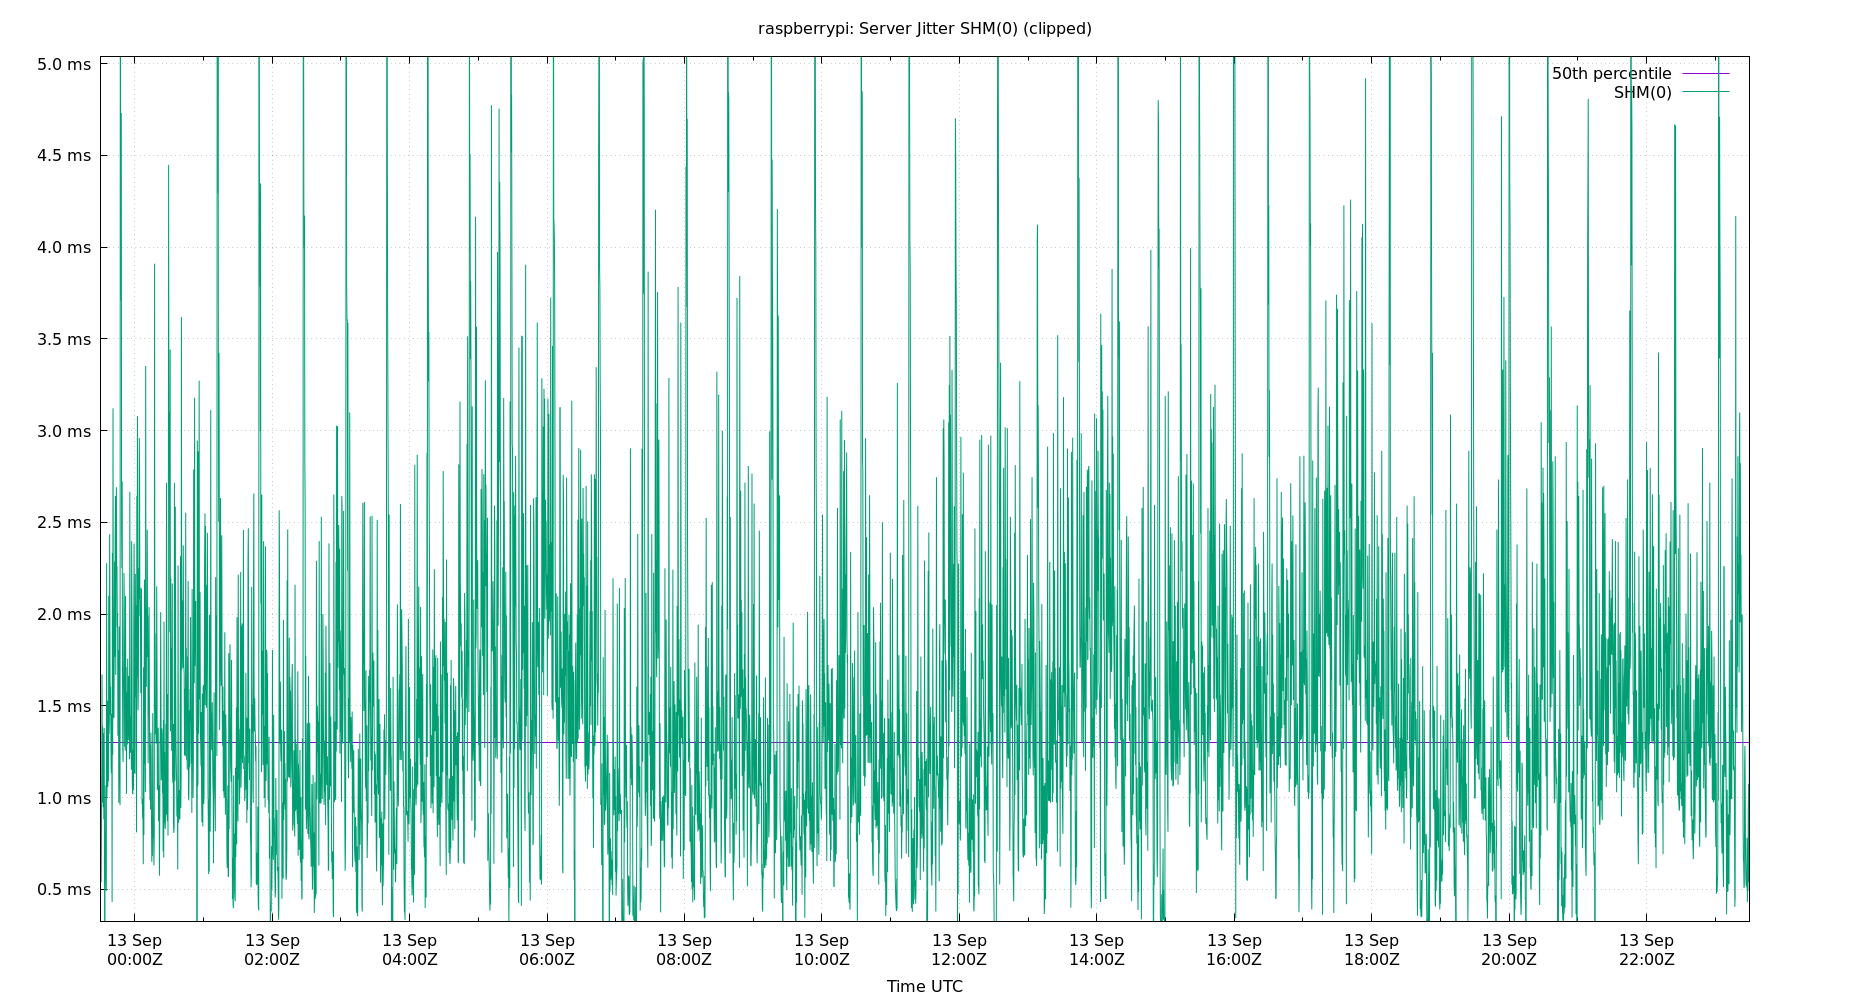 raspberrypi: Server Jitter SHM(0) (clipped)
5.0 ms
4.5 ms
4.0 ms
3.5 ms
3.0 ms
2.5 ms
2.0 ms
1.5 ms
1.0 ms
0.5 ms
50th percentile
SHM(0)
13 Sep 13 Sep 13 Sep 13 Sep 13 Sep 13 Sep 13 Sep 13 Sep 13 Sep 13 Sep 13 Sep 13 Sep
00:00Z 02:00Z 04:00Z 06:00Z 08:00Z 10:00Z 12:00Z 14:00Z 16:00Z 18:00Z 20:00Z 22:00Z
Time UTC